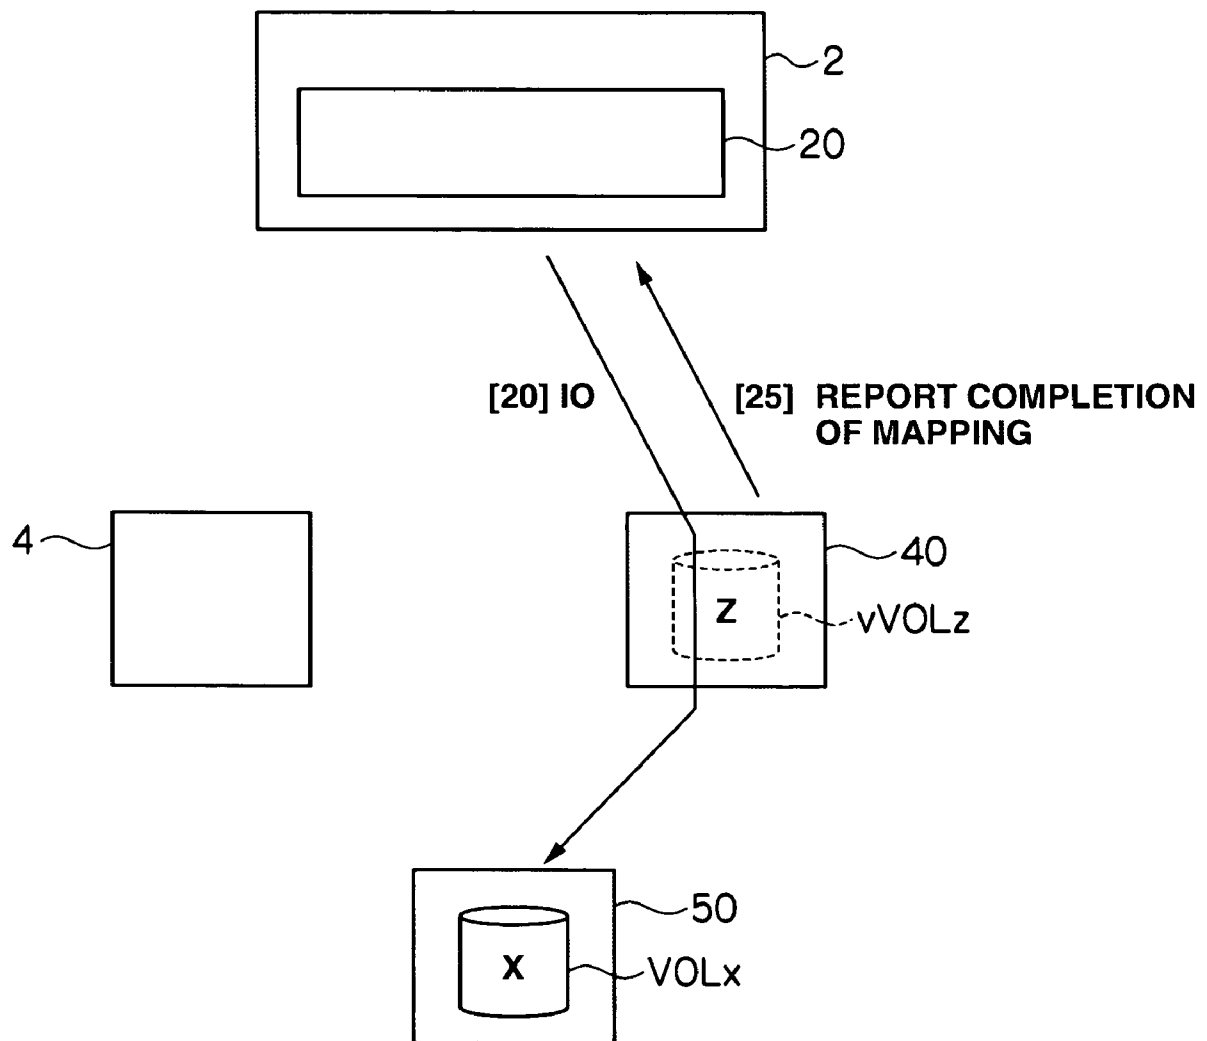 2
20
[20] IO
[25] REPORT COMPLETION
OF MAPPING
4
40
Z
vVOLz
50
X
VOLx